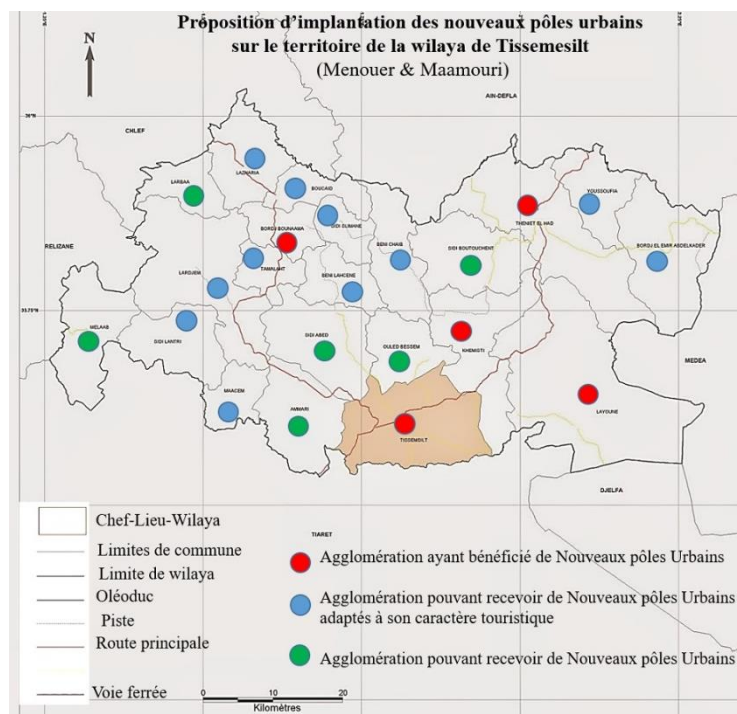 Proposition d'implantation des nouveaux pôles urbains
sur le territoire de la wilaya de Tissemesilt
(Menouer & Maamouri)
N
AIN-DEFLA
CHLEF
LAZHARIA
LARBAA
BOUCAID
YOUSSOUFIA
THENIET EL HAD
SIDI SLIMANE
BORDJ BOUNAAMA
RELIZANE
BENI CHAIB
SIDI BOUTOUCHENT
BORDJ EL EMIR ABDELKADER
TAMALAHT
LARDJEM
BENI LAHCENE
MELAAB
SIDI LANTRI
SIDI ABED
OULED BESSEM
KHEMISTI
MEDEA
LAYOUNE
MAACEM
AMMARI
TISSEMSILT
DJELFA
TIARET
Chef-Lieu-Wilaya
Limites de commune
Limite de wilaya
Oléoduc
Piste
Route principale
Voie ferrée
Agglomération ayant bénéficié de Nouveaux pôles Urbains
Agglomération pouvant recevoir de Nouveaux pôles Urbains
adaptés à son caractère touristique
Agglomération pouvant recevoir de Nouveaux pôles Urbains
0 10 20
Kilomètres